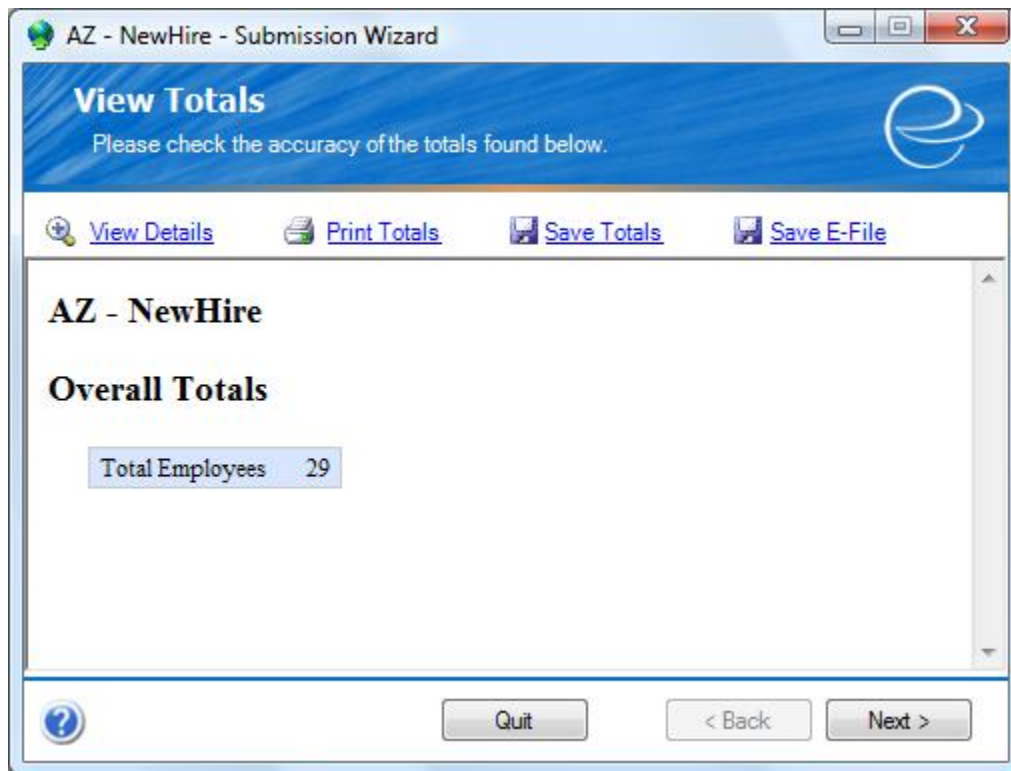 AZ - NewHire - Submission Wizard
View Totals
Please check the accuracy of the totals found below.
View Details Print Totals Save Totals Save E-File
AZ - NewHire
Overall Totals
Total Employees 29
Quit < Back Next >